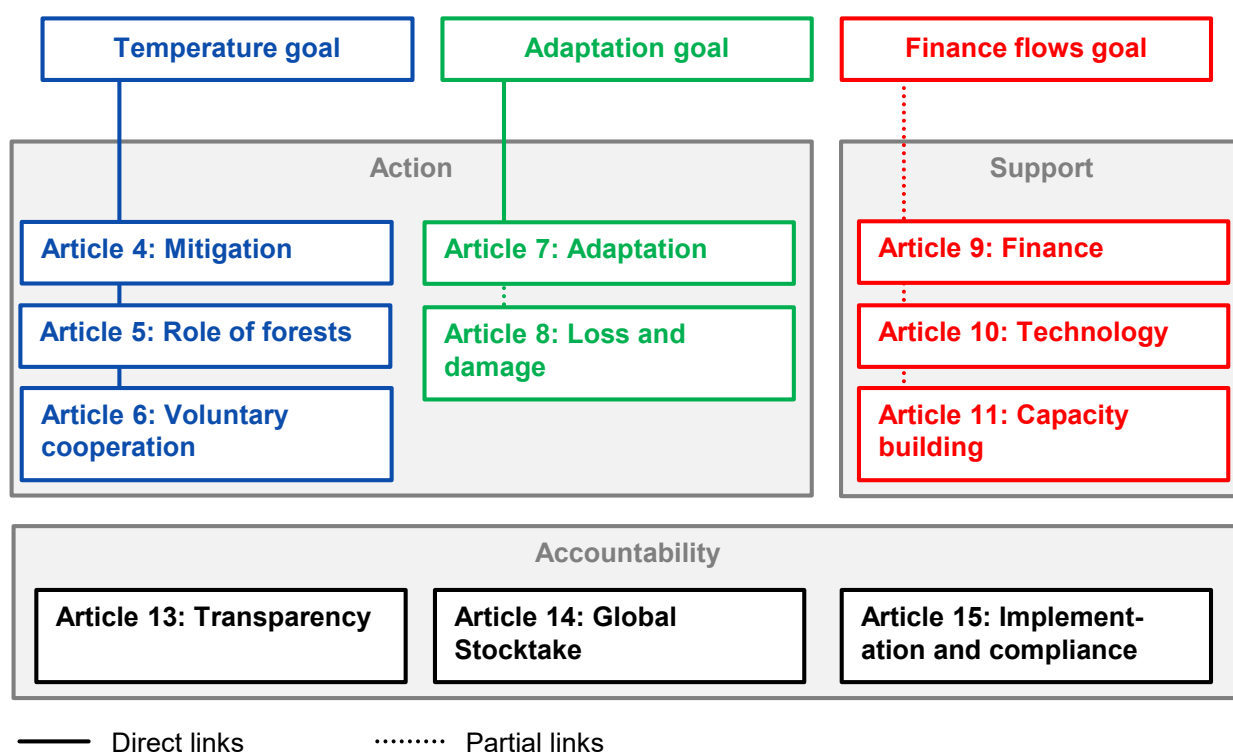 Temperature goal
Adaptation goal
Finance flows goal
Action
Support
Article 4: Mitigation
Article 5: Role of forests
Article 6: Voluntary
cooperation
Article 7: Adaptation
Article 8: Loss and
damage
Article 9: Finance
Article 10: Technology
Article 11: Capacity
building
Accountability
Article 13: Transparency
Article 14: Global
Stocktake
Article 15: Implement-
ation and compliance
Direct links
Partial links